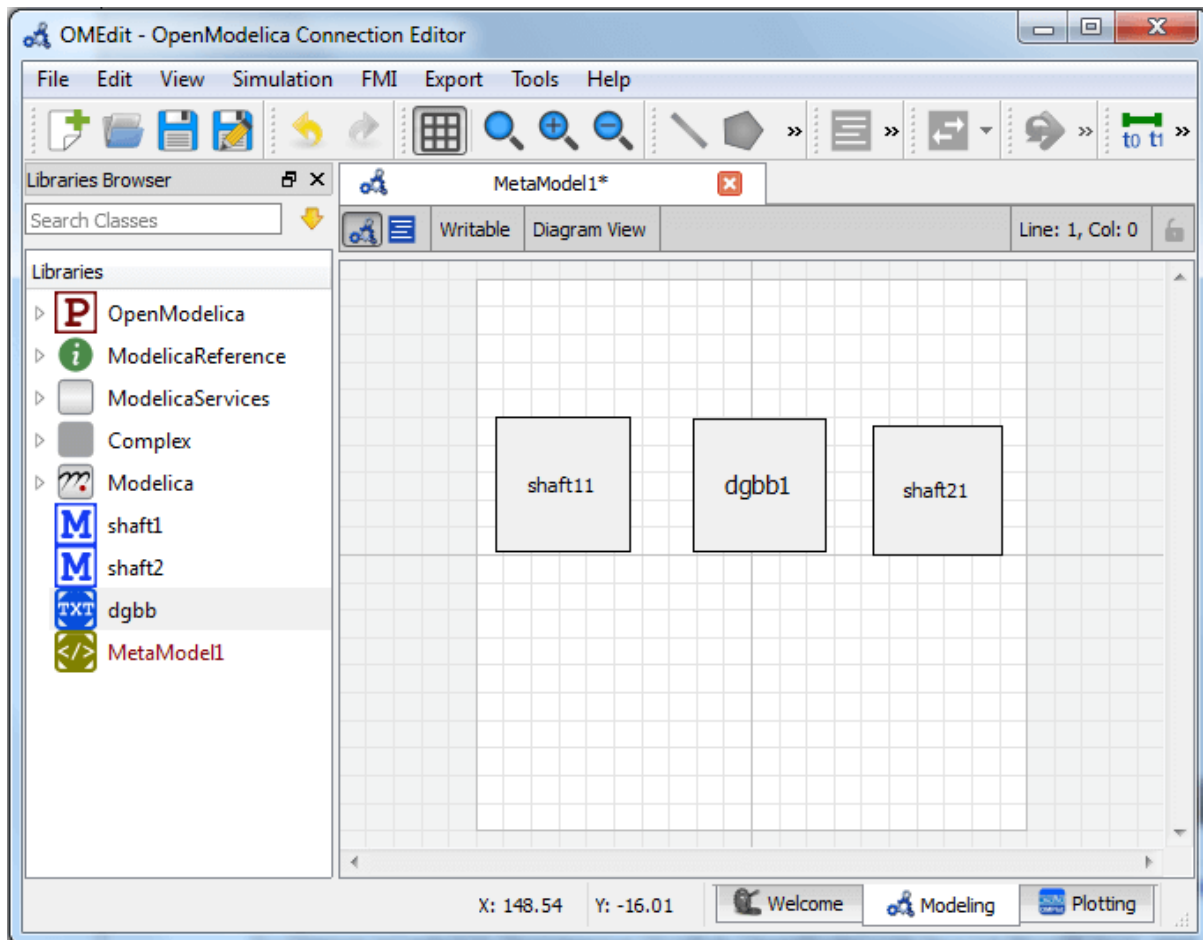 OMEdit - OpenModelica Connection Editor
File Edit View Simulation FMI Export Tools Help
t0 t1
Libraries Browser
MetaModel1*
Search Classes
Writable
Diagram View
Line: 1, Col: 0
Libraries
P OpenModelica
i ModelicaReference
ModelicaServices
Complex
m Modelica
M shaft1
M shaft2
TXT dgbb
</> MetaModel1
shaft11
dgbb1
shaft21
X: 148.54 Y: -16.01 Welcome Modeling Plotting